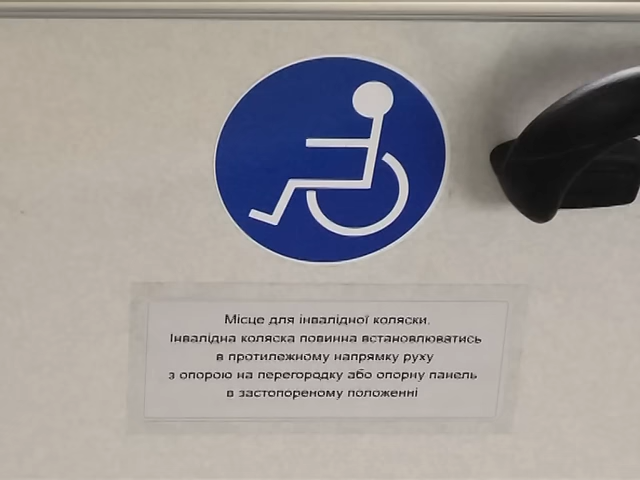 Місце для інвалідної коляски.
Інвалідна коляска повинна встановлюватись
в протилежному напрямку руху
з опорою на перегородку або опорну панель
в застопореному положенні